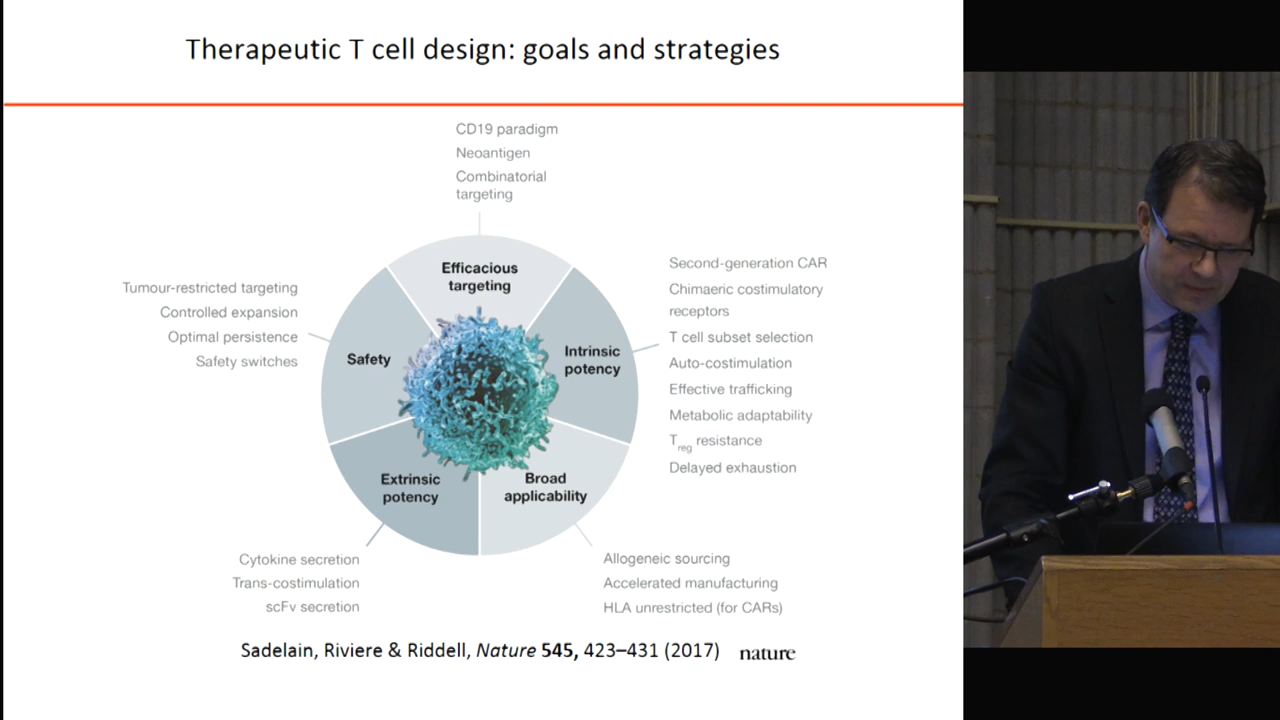 Therapeutic T cell design: goals and strategies
CD19 paradigm
Neoantigen
Combinatorial
targeting
Efficacious
targeting
Second-generation CAR
Chimaeric costimulatory
receptors
T cell subset selection
Auto-costimulation
Effective trafficking
Metabolic adaptability
Treg resistance
Delayed exhaustion
Intrinsic
potency
Tumour-restricted targeting
Controlled expansion
Optimal persistence
Safety switches
Safety
Extrinsic
potency
Broad
applicability
Cytokine secretion
Trans-costimulation
scFv secretion
Allogeneic sourcing
Accelerated manufacturing
HLA unrestricted (for CARs)
Sadelain, Riviere & Riddell, Nature 545, 423–431 (2017) nature